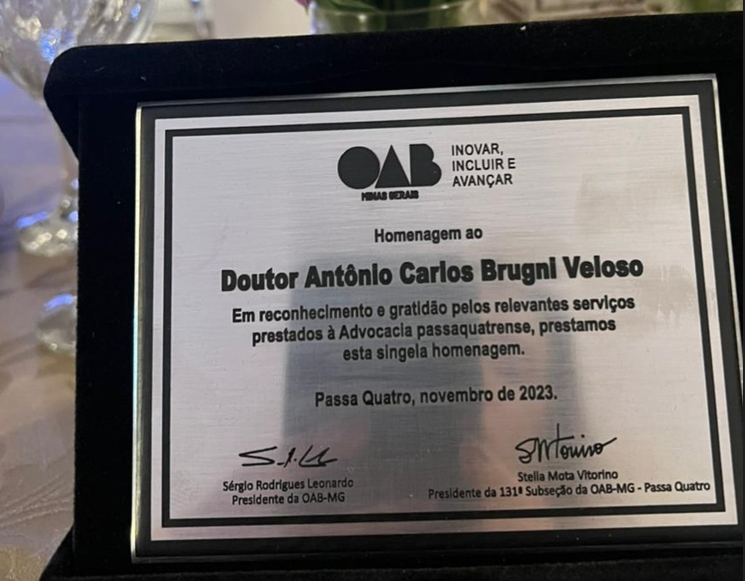 OAB
MINAS GERAIS
INOVAR,
INCLUIR E
AVANÇAR
Homenagem ao
Doutor Antônio Carlos Brugni Veloso
Em reconhecimento e gratidão pelos relevantes serviços
prestados à Advocacia passaquatrense, prestamos
esta singela homenagem.
Passa Quatro, novembro de 2023.
Sérgio Rodrigues Leonardo
Presidente da OAB-MG
Stella Mota Vitorino
Presidente da 131ª Subseção da OAB-MG - Passa Quatro